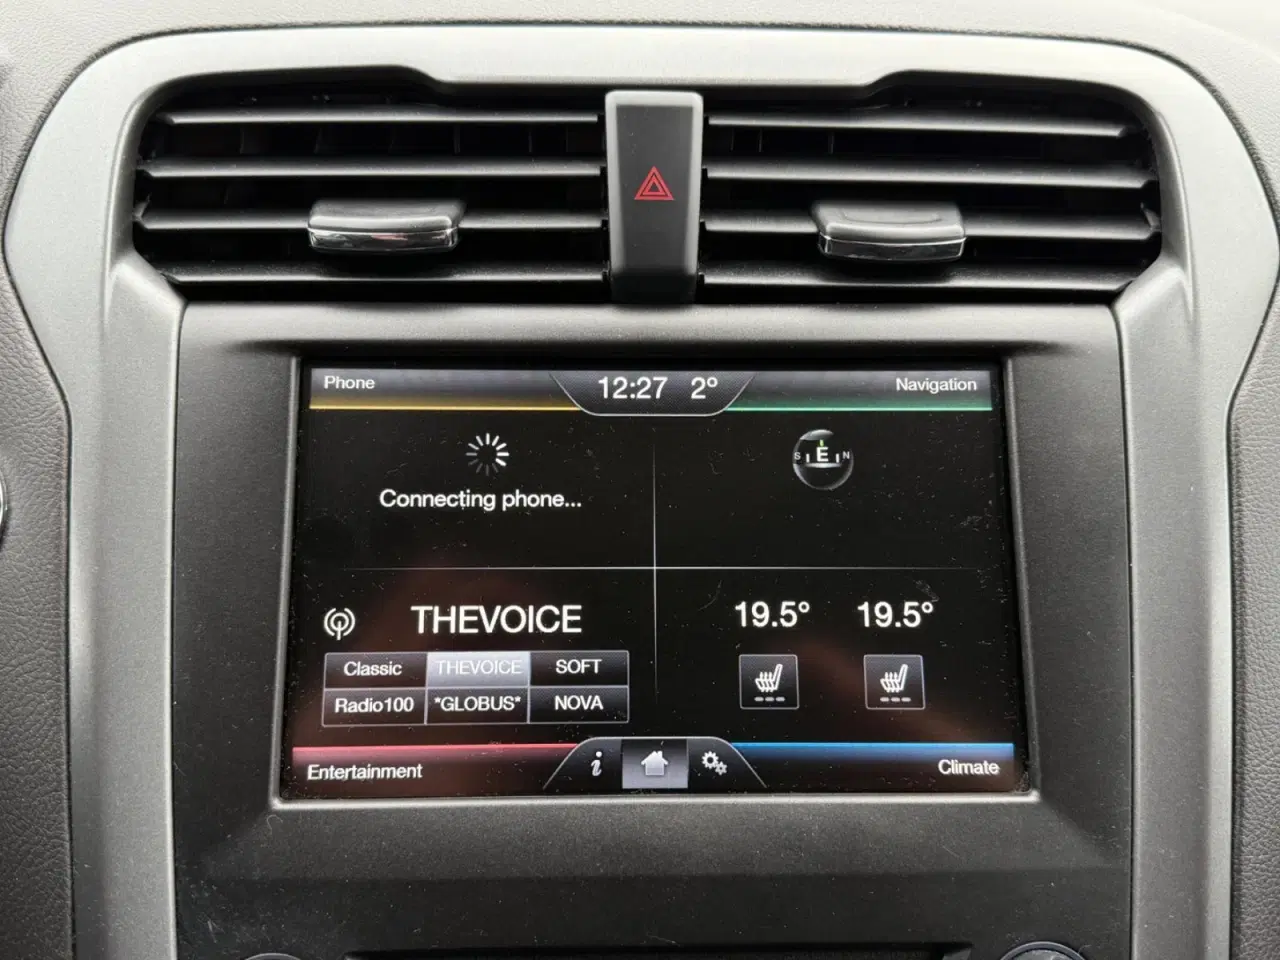 Phone
12:27 2°
Navigation
Connecting phone...
S E N
THEVOICE
Classic THEVOICE SOFT
Radio100 *GLOBUS* NOVA
19.5° 19.5°
Entertainment
i
Climate